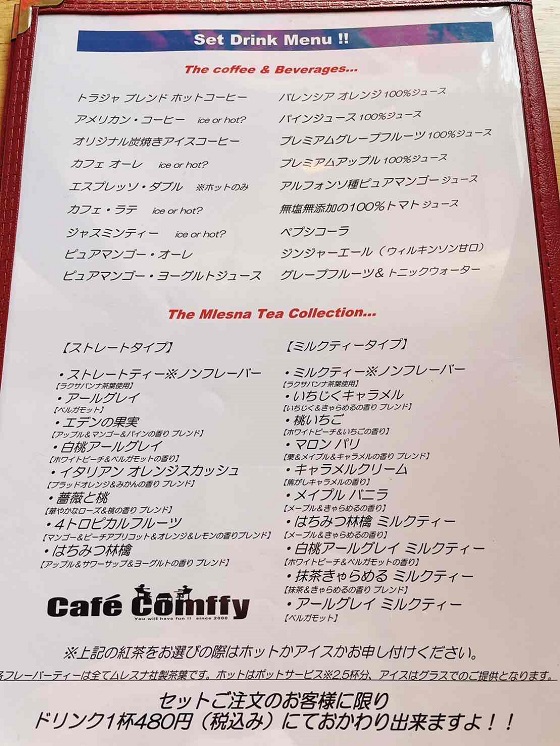 Set Drink Menu !!
The coffee & Beverages...
トラジャ ブレンド ホットコーヒー
アメリカン・コーヒー ice or hot?
オリジナル炭焼きアイスコーヒー
カフェ オーレ ice or hot?
エスプレッソ・ダブル ※ホットのみ
カフェ・ラテ ice or hot?
ジャスミンティー ice or hot?
ピュアマンゴー・オーレ
ピュアマンゴー・ヨーグルトジュース
バレンシア オレンジ 100%ジュース
パインジュース 100%ジュース
プレミアムグレープフルーツ 100%ジュース
プレミアムアップル 100%ジュース
アルフォンソ種ピュアマンゴー ジュース
無塩無添加の100%トマト ジュース
ペプシコーラ
ジンジャーエール（ウィルキンソン甘口）
グレープフルーツ& トニックウォーター
The Mlesna Tea Collection...
【ストレートタイプ】
・ストレートティー※ノンフレーバー
【ラクサパンナ茶葉使用】
・アールグレイ
【ベルガモット】
・エデンの果実
【アップル&マンゴー&パインの香り ブレンド】
・白桃アールグレイ
【ホワイトピーチ&ベルガモットの香り】
・イタリアン オレンジスカッシュ
【ブラッドオレンジ&みかんの香り ブレンド】
・薔薇と桃
【華やかなローズ&桃の香り ブレンド】
・4トロピカルフルーツ
【マンゴー&ピーチアプリコット&オレンジ&レモンの香りブレンド】
・はちみつ林檎
【アップル&サワーサップ&ヨーグルトの香り ブレンド】
【ミルクティータイプ】
・ミルクティー※ノンフレーバー
【ラクサパンナ茶葉使用】
・いちじくキャラメル
【いちじく&きゃらめるの香り ブレンド】
・桃いちご
【ホワイトピーチ&いちごの香り】
・マロン パリ
【栗&メイプル&キャラメルの香り ブレンド】
・キャラメルクリーム
【焦がしキャラメルの香り】
・メイプル バニラ
【メープル&きゃらめるの香り】
・はちみつ林檎 ミルクティー
【メープル&きゃらめるの香り】
・白桃アールグレイ ミルクティー
【ホワイトピーチ&ベルガモットの香り】
・抹茶きゃらめる ミルクティー
【抹茶&きゃらめるの香り ブレンド】
・アールグレイ ミルクティー
【ベルガモット】
Café Comffy
You will have fun !! since 2000
※上記の紅茶をお選びの際はホットかアイスかお申し付けください。
各フレーバーティーは全てムレスナ社製茶葉です。ホットはポットサービス※2.5杯分、アイスはグラスでのご提供となります。
セットご注文のお客様に限り
ドリンク1杯480円（税込み）にておかわり出来ますよ！！